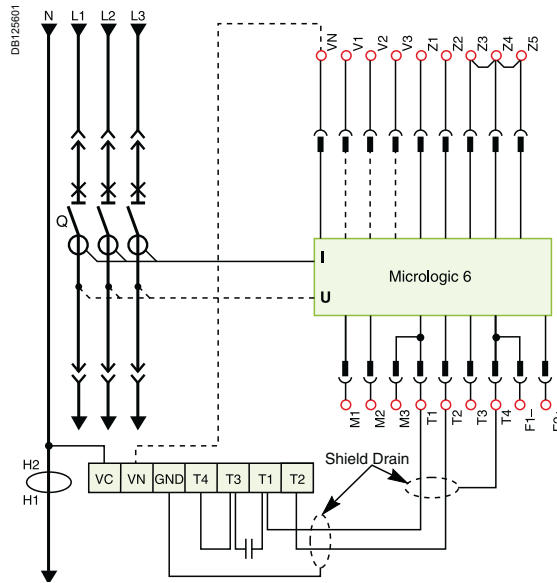 DB125601
N L1 L2 L3
VN V1 V2 V3 Z1 Z2 Z3 Z4 Z5
Q
I
Micrologic 6
U
M1 M2 M3 T1 T2 T3 T4 F1–
H2
H1
Shield Drain
VC VN GND T4 T3 T1 T2